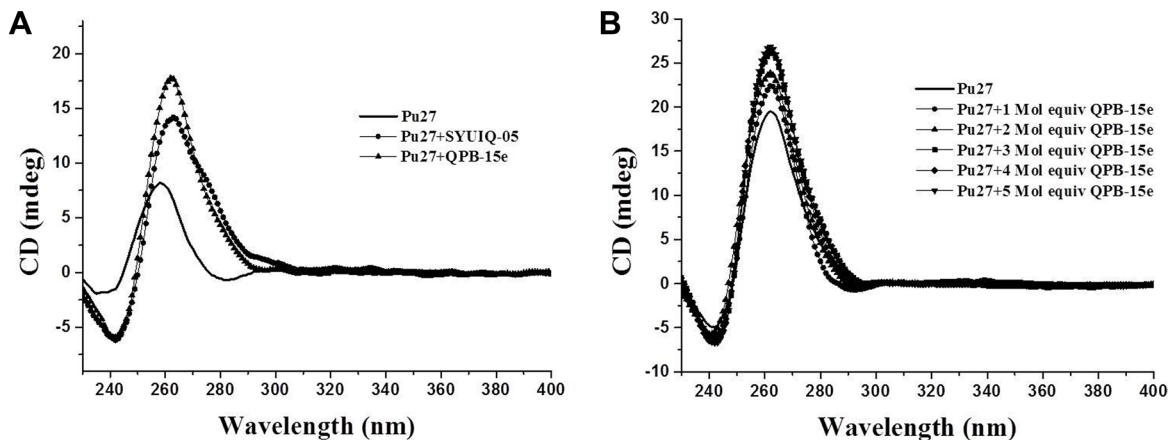 A
CD (mdeg)
20
15
10
5
0
-5
Pu27
Pu27+SYUIQ-05
Pu27+QPB-15e
240 260 280 300 320 340 360 380 400
Wavelength (nm)
B
CD (mdeg)
30
25
20
15
10
5
0
-5
-10
Pu27
Pu27+1 Mol equiv QPB-15e
Pu27+2 Mol equiv QPB-15e
Pu27+3 Mol equiv QPB-15e
Pu27+4 Mol equiv QPB-15e
Pu27+5 Mol equiv QPB-15e
240 260 280 300 320 340 360 380 400
Wavelength (nm)